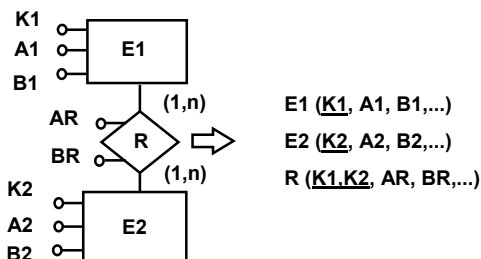 K1
A1
B1
E1
(1,n)
AR
BR
R
(1,n)
K2
A2
B2
E2
E1 (K1, A1, B1,...)
E2 (K2, A2, B2,...)
R (K1,K2, AR, BR,...)